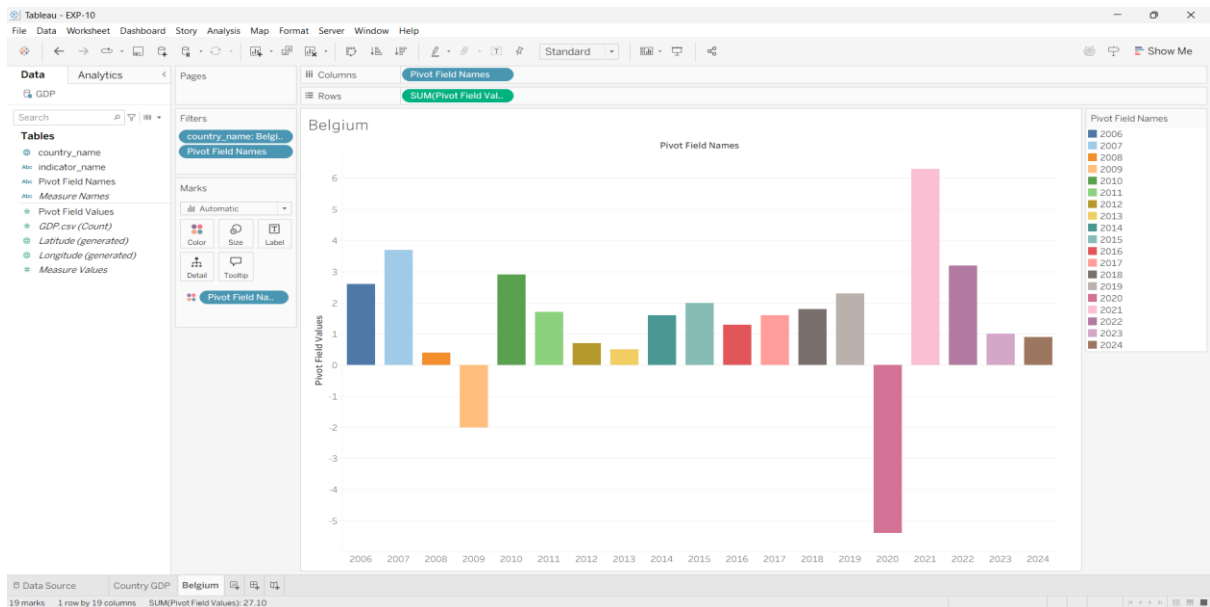 Tableau - EXP-10
File Data Worksheet Dashboard Story Analysis Map Format Server Window Help
Standard
Show Me
Data Analytics
GDP
Search
Tables
country_name
Abc indicator_name
Abc Pivot Field Names
Abc Measure Names
# Pivot Field Values
# GDP.csv (Count)
Latitude (generated)
Longitude (generated)
# Measure Values
Pages
Filters
country_name: Belgi..
Pivot Field Names
Marks
Automatic
Color Size Label
Detail Tooltip
Pivot Field Na..
Columns Pivot Field Names
Rows SUM(Pivot Field Val..
Belgium
Pivot Field Names
Pivot Field Values
6
5
4
3
2
1
0
-1
-2
-3
-4
-5
2006 2007 2008 2009 2010 2011 2012 2013 2014 2015 2016 2017 2018 2019 2020 2021 2022 2023 2024
Pivot Field Names
2006
2007
2008
2009
2010
2011
2012
2013
2014
2015
2016
2017
2018
2019
2020
2021
2022
2023
2024
Data Source Country GDP Belgium
19 marks 1 row by 19 columns SUM(Pivot Field Values): 27.10